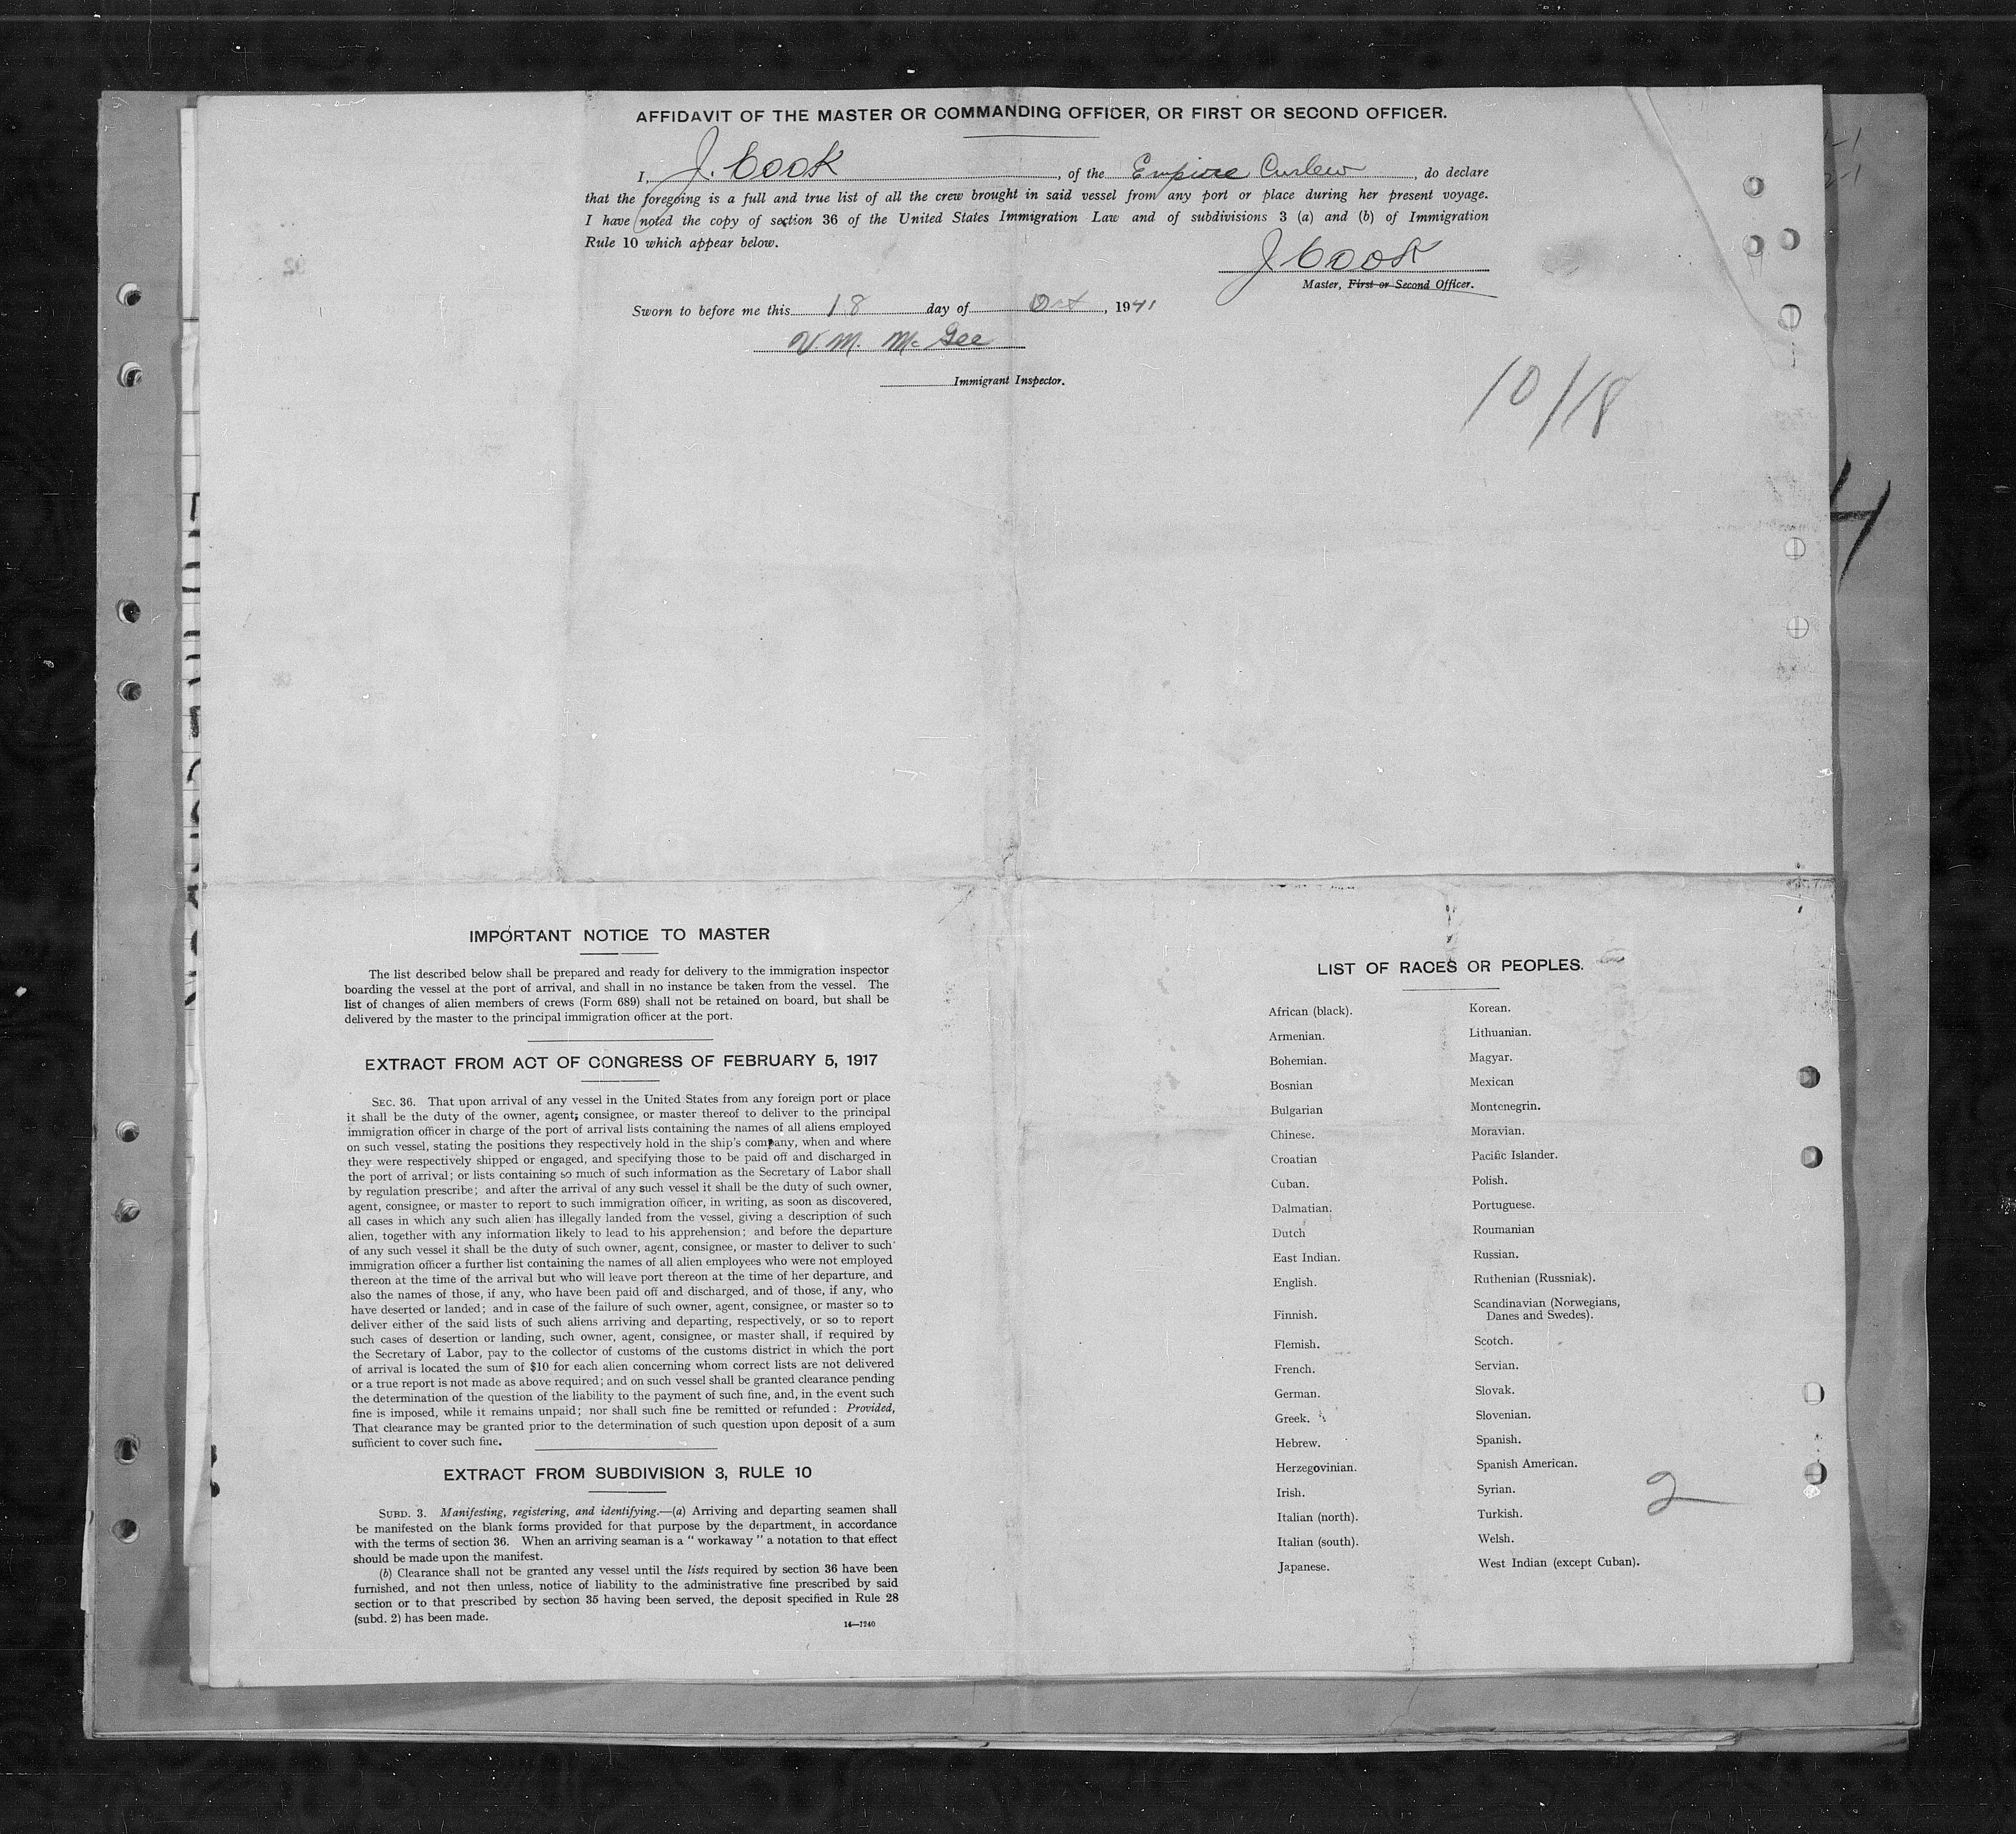 AFFIDAVIT OF THE MASTER OR COMMANDING OFFICER, OR FIRST OR SECOND OFFICER.
I, J. Cook, of the Empire Curlew, do declare
that the foregoing is a full and true list of all the crew brought in said vessel from any port or place during her present voyage.
I have noted the copy of section 36 of the United States Immigration Law and of subdivisions 3 (a) and (b) of Immigration
Rule 10 which appear below.
J Cook
Master, First or Second Officer.
Sworn to before me this 18 day of Oct, 1941
V. M. McGee
Immigrant Inspector.
10/18
4
IMPORTANT NOTICE TO MASTER
The list described below shall be prepared and ready for delivery to the immigration inspector
boarding the vessel at the port of arrival, and shall in no instance be taken from the vessel. The
list of changes of alien members of crews (Form 689) shall not be retained on board, but shall be
delivered by the master to the principal immigration officer at the port.
EXTRACT FROM ACT OF CONGRESS OF FEBRUARY 5, 1917
SEC. 36. That upon arrival of any vessel in the United States from any foreign port or place
it shall be the duty of the owner, agent, consignee, or master thereof to deliver to the principal
immigration officer in charge of the port of arrival lists containing the names of all aliens employed
on such vessel, stating the positions they respectively hold in the ship's company, when and where
they were respectively shipped or engaged, and specifying those to be paid off and discharged in
the port of arrival; or lists containing so much of such information as the Secretary of Labor shall
by regulation prescribe; and after the arrival of any such vessel it shall be the duty of such owner,
agent, consignee, or master to report to such immigration officer, in writing, as soon as discovered,
all cases in which any such alien has illegally landed from the vessel, giving a description of such
alien, together with any information likely to lead to his apprehension; and before the departure
of any such vessel it shall be the duty of such owner, agent, consignee, or master to deliver to such
immigration officer a further list containing the names of all alien employees who were not employed
thereon at the time of the arrival but who will leave port thereon at the time of her departure, and
also the names of those, if any, who have been paid off and discharged, and of those, if any, who
have deserted or landed; and in case of the failure of such owner, agent, consignee, or master so to
deliver either of the said lists of such aliens arriving and departing, respectively, or so to report
such cases of desertion or landing, such owner, agent, consignee, or master shall, if required by
the Secretary of Labor, pay to the collector of customs of the customs district in which the port
of arrival is located the sum of $10 for each alien concerning whom correct lists are not delivered
or a true report is not made as above required; and on such vessel shall be granted clearance pending
the determination of the question of the liability to the payment of such fine, and, in the event such
fine is imposed, while it remains unpaid; nor shall such fine be remitted or refunded: Provided,
That clearance may be granted prior to the determination of such question upon deposit of a sum
sufficient to cover such fine.
EXTRACT FROM SUBDIVISION 3, RULE 10
SUBD. 3. Manifesting, registering, and identifying.—(a) Arriving and departing seamen shall
be manifested on the blank forms provided for that purpose by the department, in accordance
with the terms of section 36. When an arriving seaman is a "workaway" a notation to that effect
should be made upon the manifest.
(b) Clearance shall not be granted any vessel until the lists required by section 36 have been
furnished, and not then unless, notice of liability to the administrative fine prescribed by said
section or to that prescribed by section 35 having been served, the deposit specified in Rule 28
(subd. 2) has been made.
14—1240
LIST OF RACES OR PEOPLES.
African (black).
Armenian.
Bohemian.
Bosnian
Bulgarian
Chinese.
Croatian
Cuban.
Dalmatian.
Dutch
East Indian.
English.
Finnish.
Flemish.
French.
German.
Greek.
Hebrew.
Herzegovinian.
Irish.
Italian (north).
Italian (south).
Japanese.
Korean.
Lithuanian.
Magyar.
Mexican
Montenegrin.
Moravian.
Pacific Islander.
Polish.
Portuguese.
Roumanian
Russian.
Ruthenian (Russniak).
Scandinavian (Norwegians,
Danes and Swedes).
Scotch.
Servian.
Slovak.
Slovenian.
Spanish.
Spanish American.
Syrian.
Turkish.
Welsh.
West Indian (except Cuban).
2